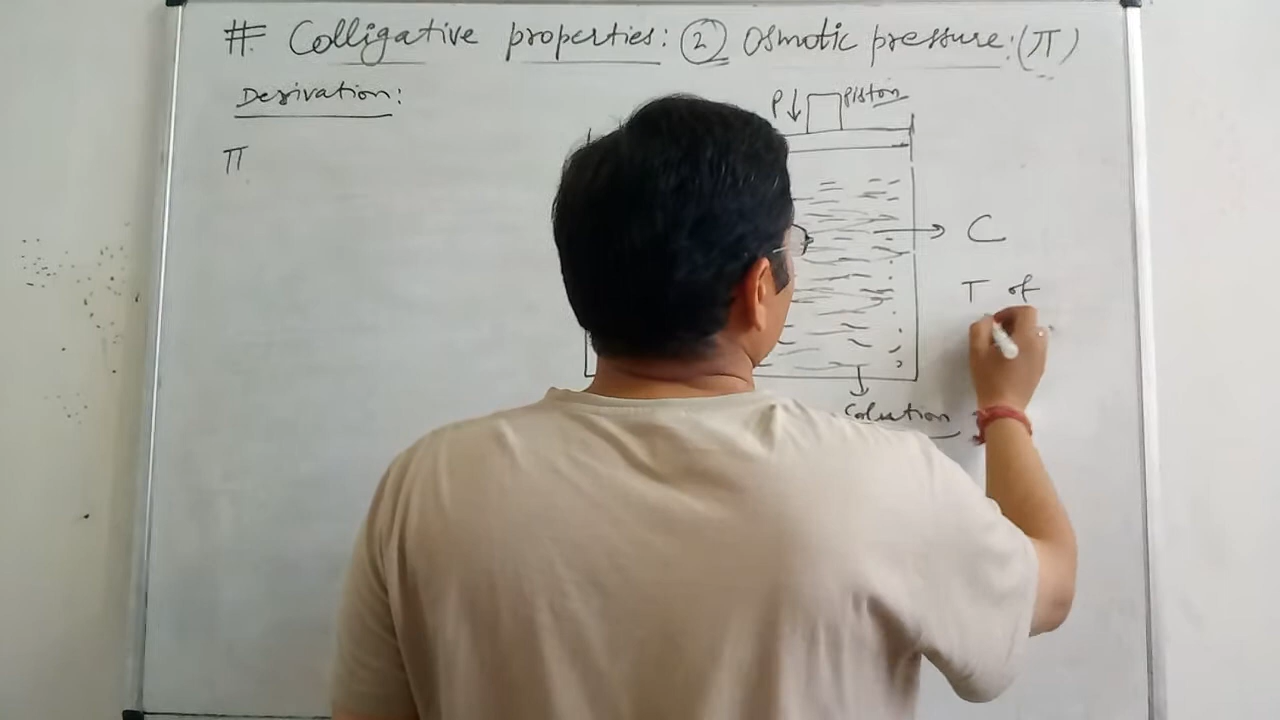 # Colligative properties: ② Osmotic pressure: (π)
Derivation:
P↓ Piston
π
→ C
T of
Solution